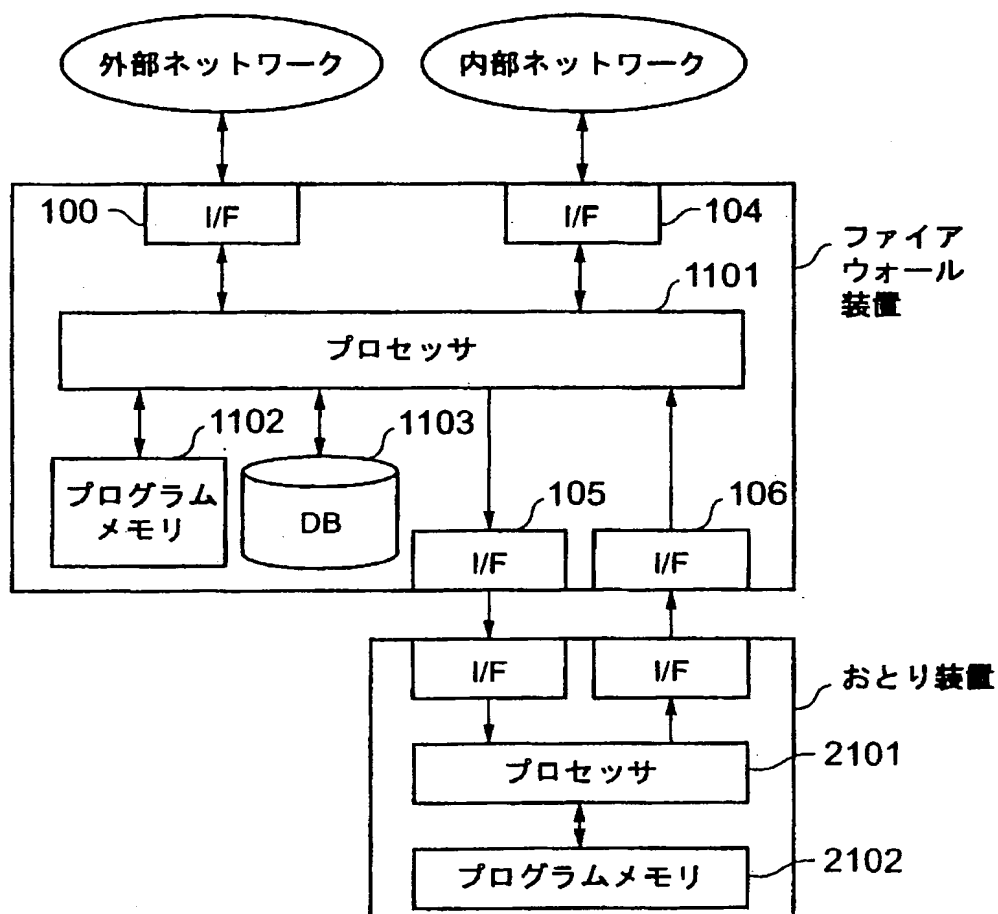 外部ネットワーク
内部ネットワーク
100
I/F
I/F
104
ファイア
ウォール
装置
1101
プロセッサ
1102
1103
プログラム
メモリ
DB
105
106
I/F
I/F
I/F
I/F
おとり装置
プロセッサ
2101
プログラムメモリ
2102